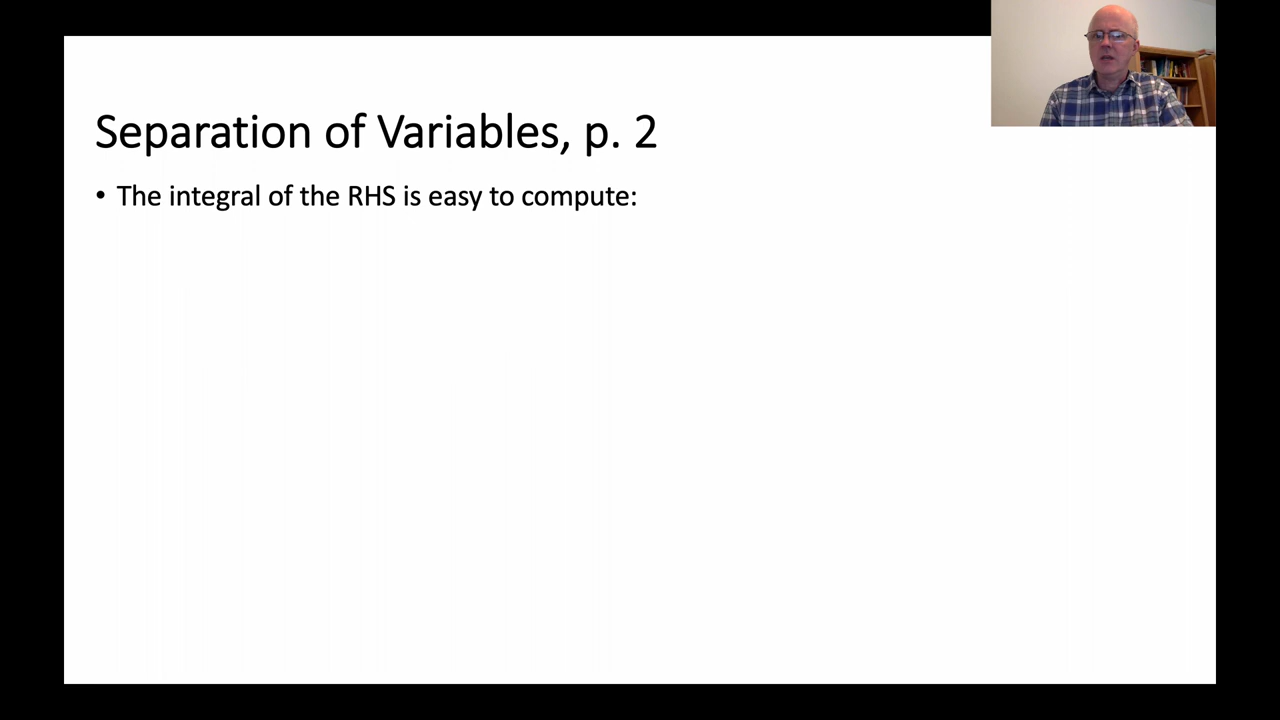 Separation of Variables, p. 2
• The integral of the RHS is easy to compute: